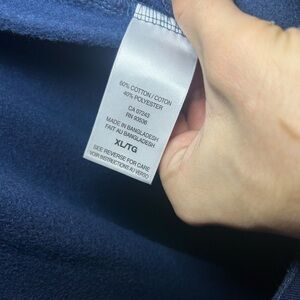 60% COTTON / COTON
40% POLYESTER
CA 07243
RN 93936
MADE IN BANGLADESH
FAIT AU BANGLADESH
XL/TG
SEE REVERSE FOR CARE
VOIR INSTRUCTIONS AU VERSO